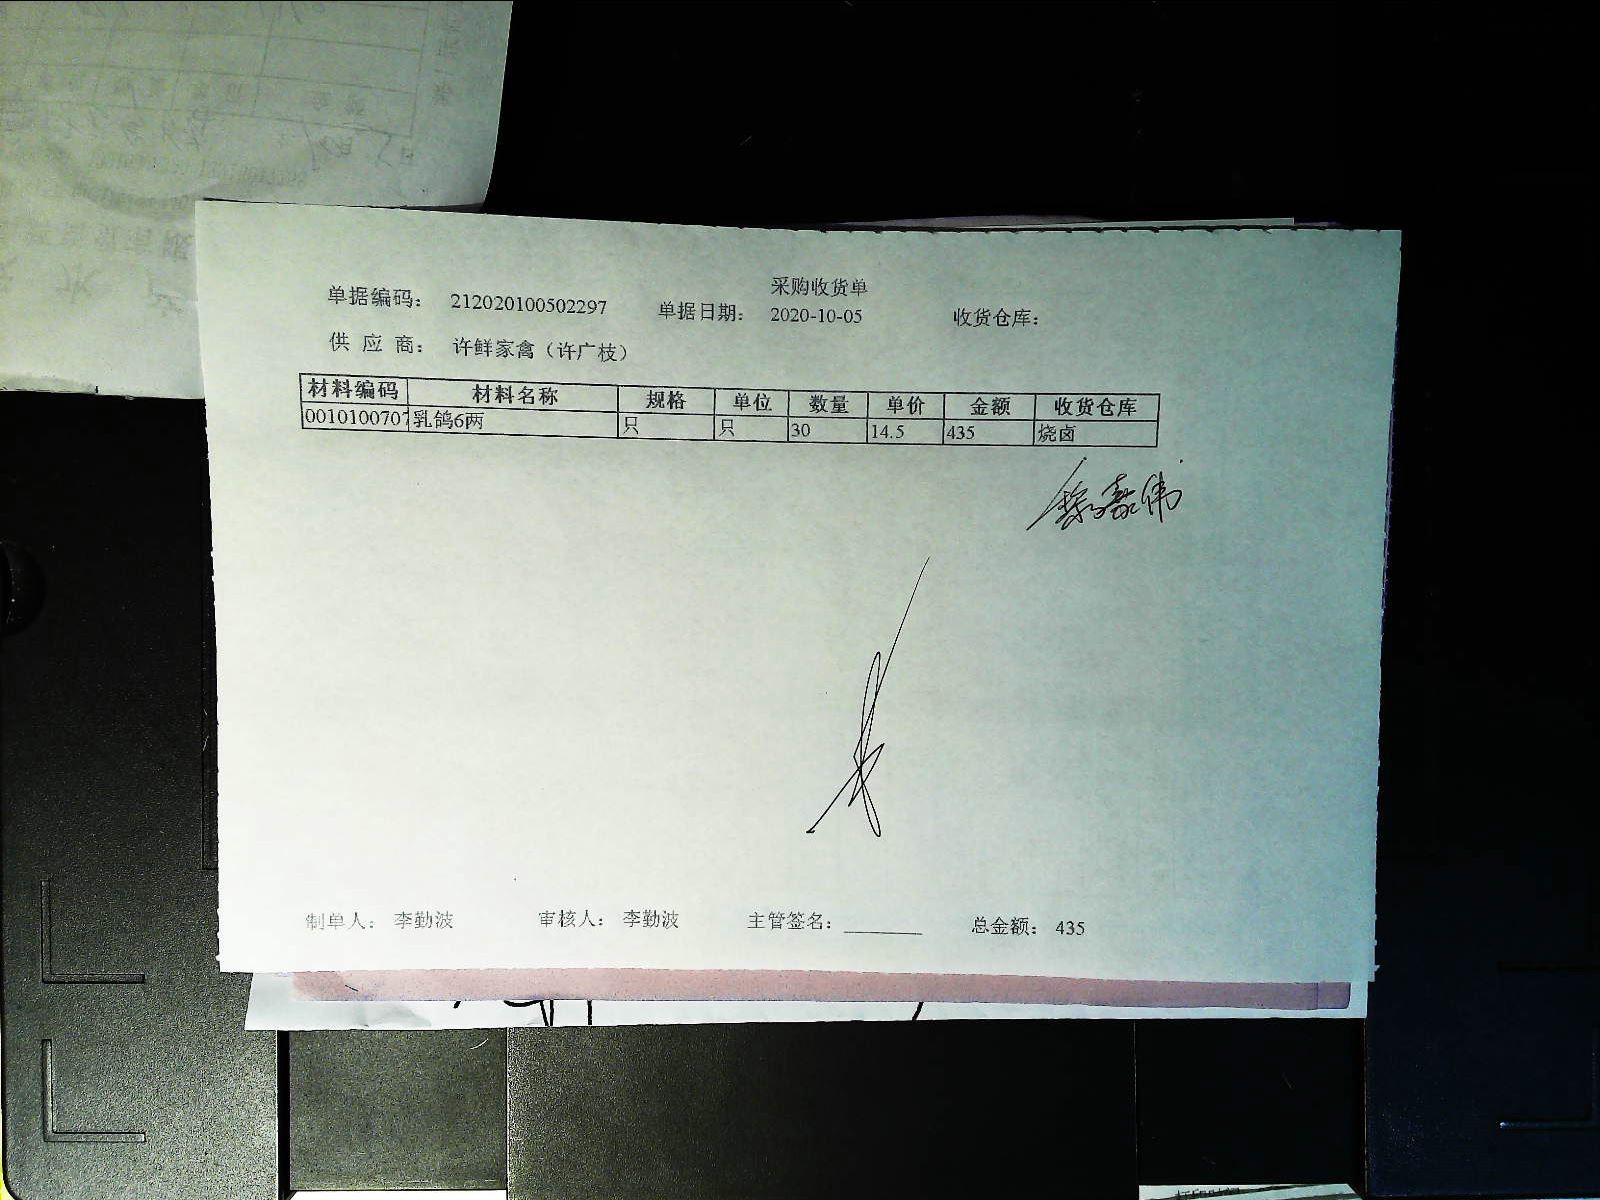 采购收货单
单据编码： 212020100502297 单据日期： 2020-10-05 收货仓库：
供 应 商： 许鲜家禽（许广枝）
材料编码 材料名称 规格 单位 数量 单价 金额 收货仓库
0010100707 乳鸽6两 只 只 30 14.5 435 烧卤
制单人： 李勤波 审核人： 李勤波 主管签名：________ 总金额： 435